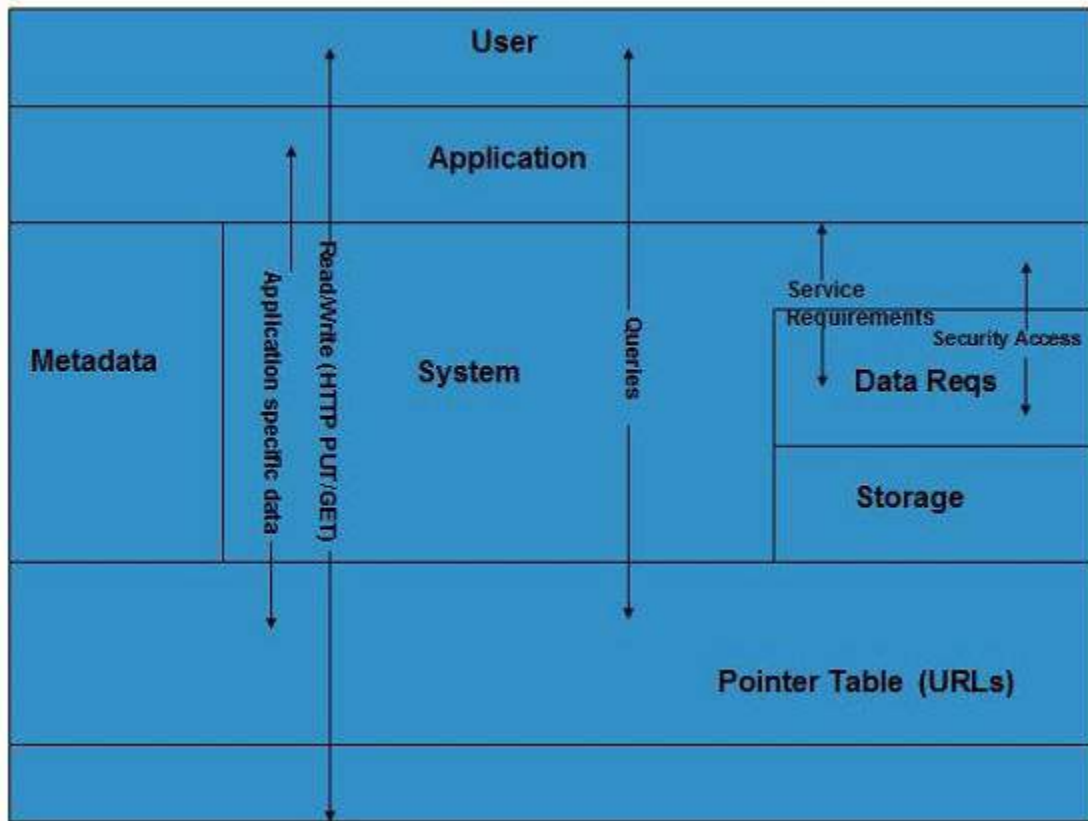 User
Application
Metadata
Application specific data
Read/Write (HTTP PUT/GET)
System
Queries
Service
Requirements
Security Access
Data Reqs
Storage
Pointer Table (URLs)